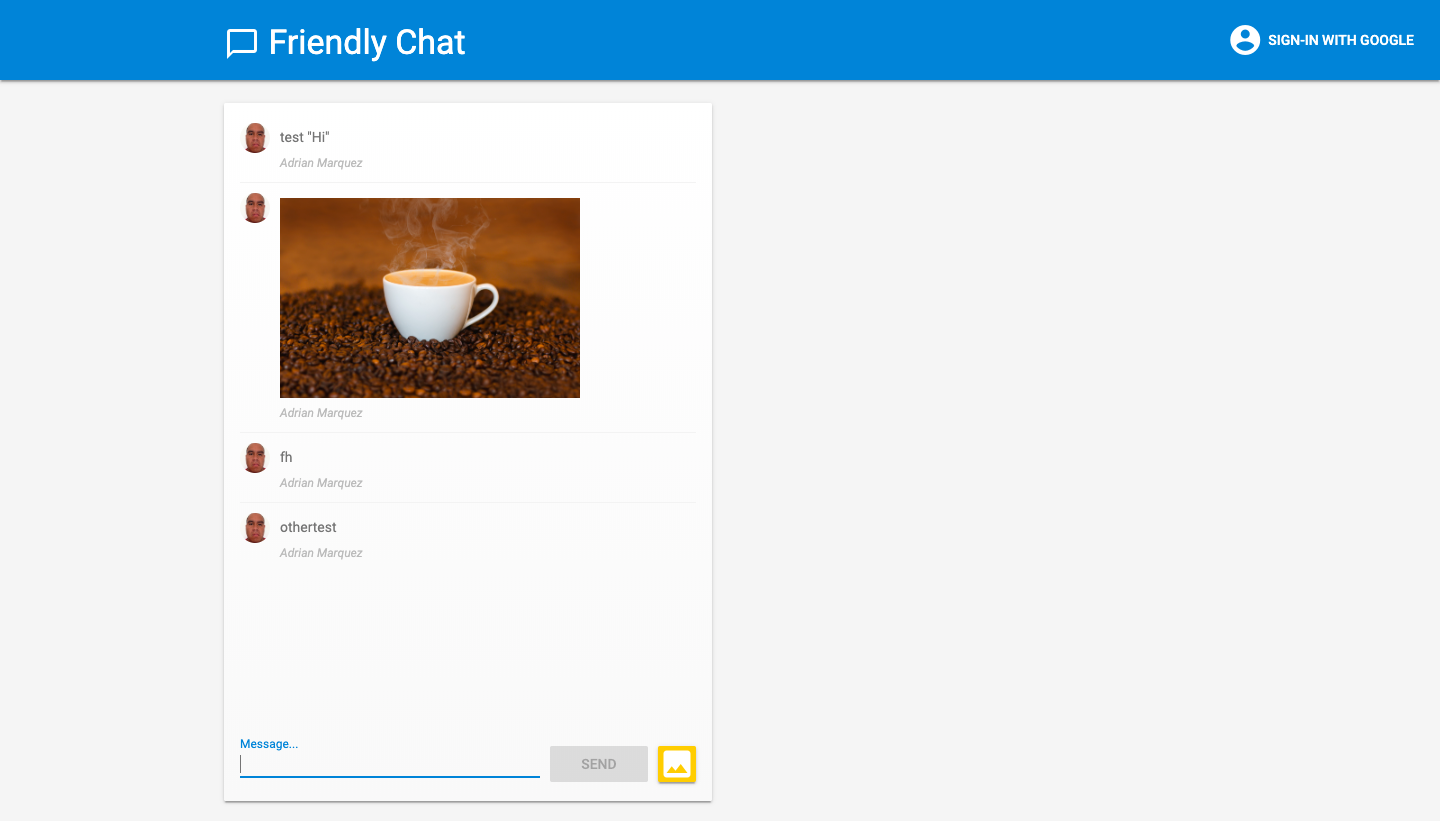 Friendly Chat
SIGN-IN WITH GOOGLE
test "Hi"
Adrian Marquez
Adrian Marquez
fh
Adrian Marquez
othertest
Adrian Marquez
Message...
SEND